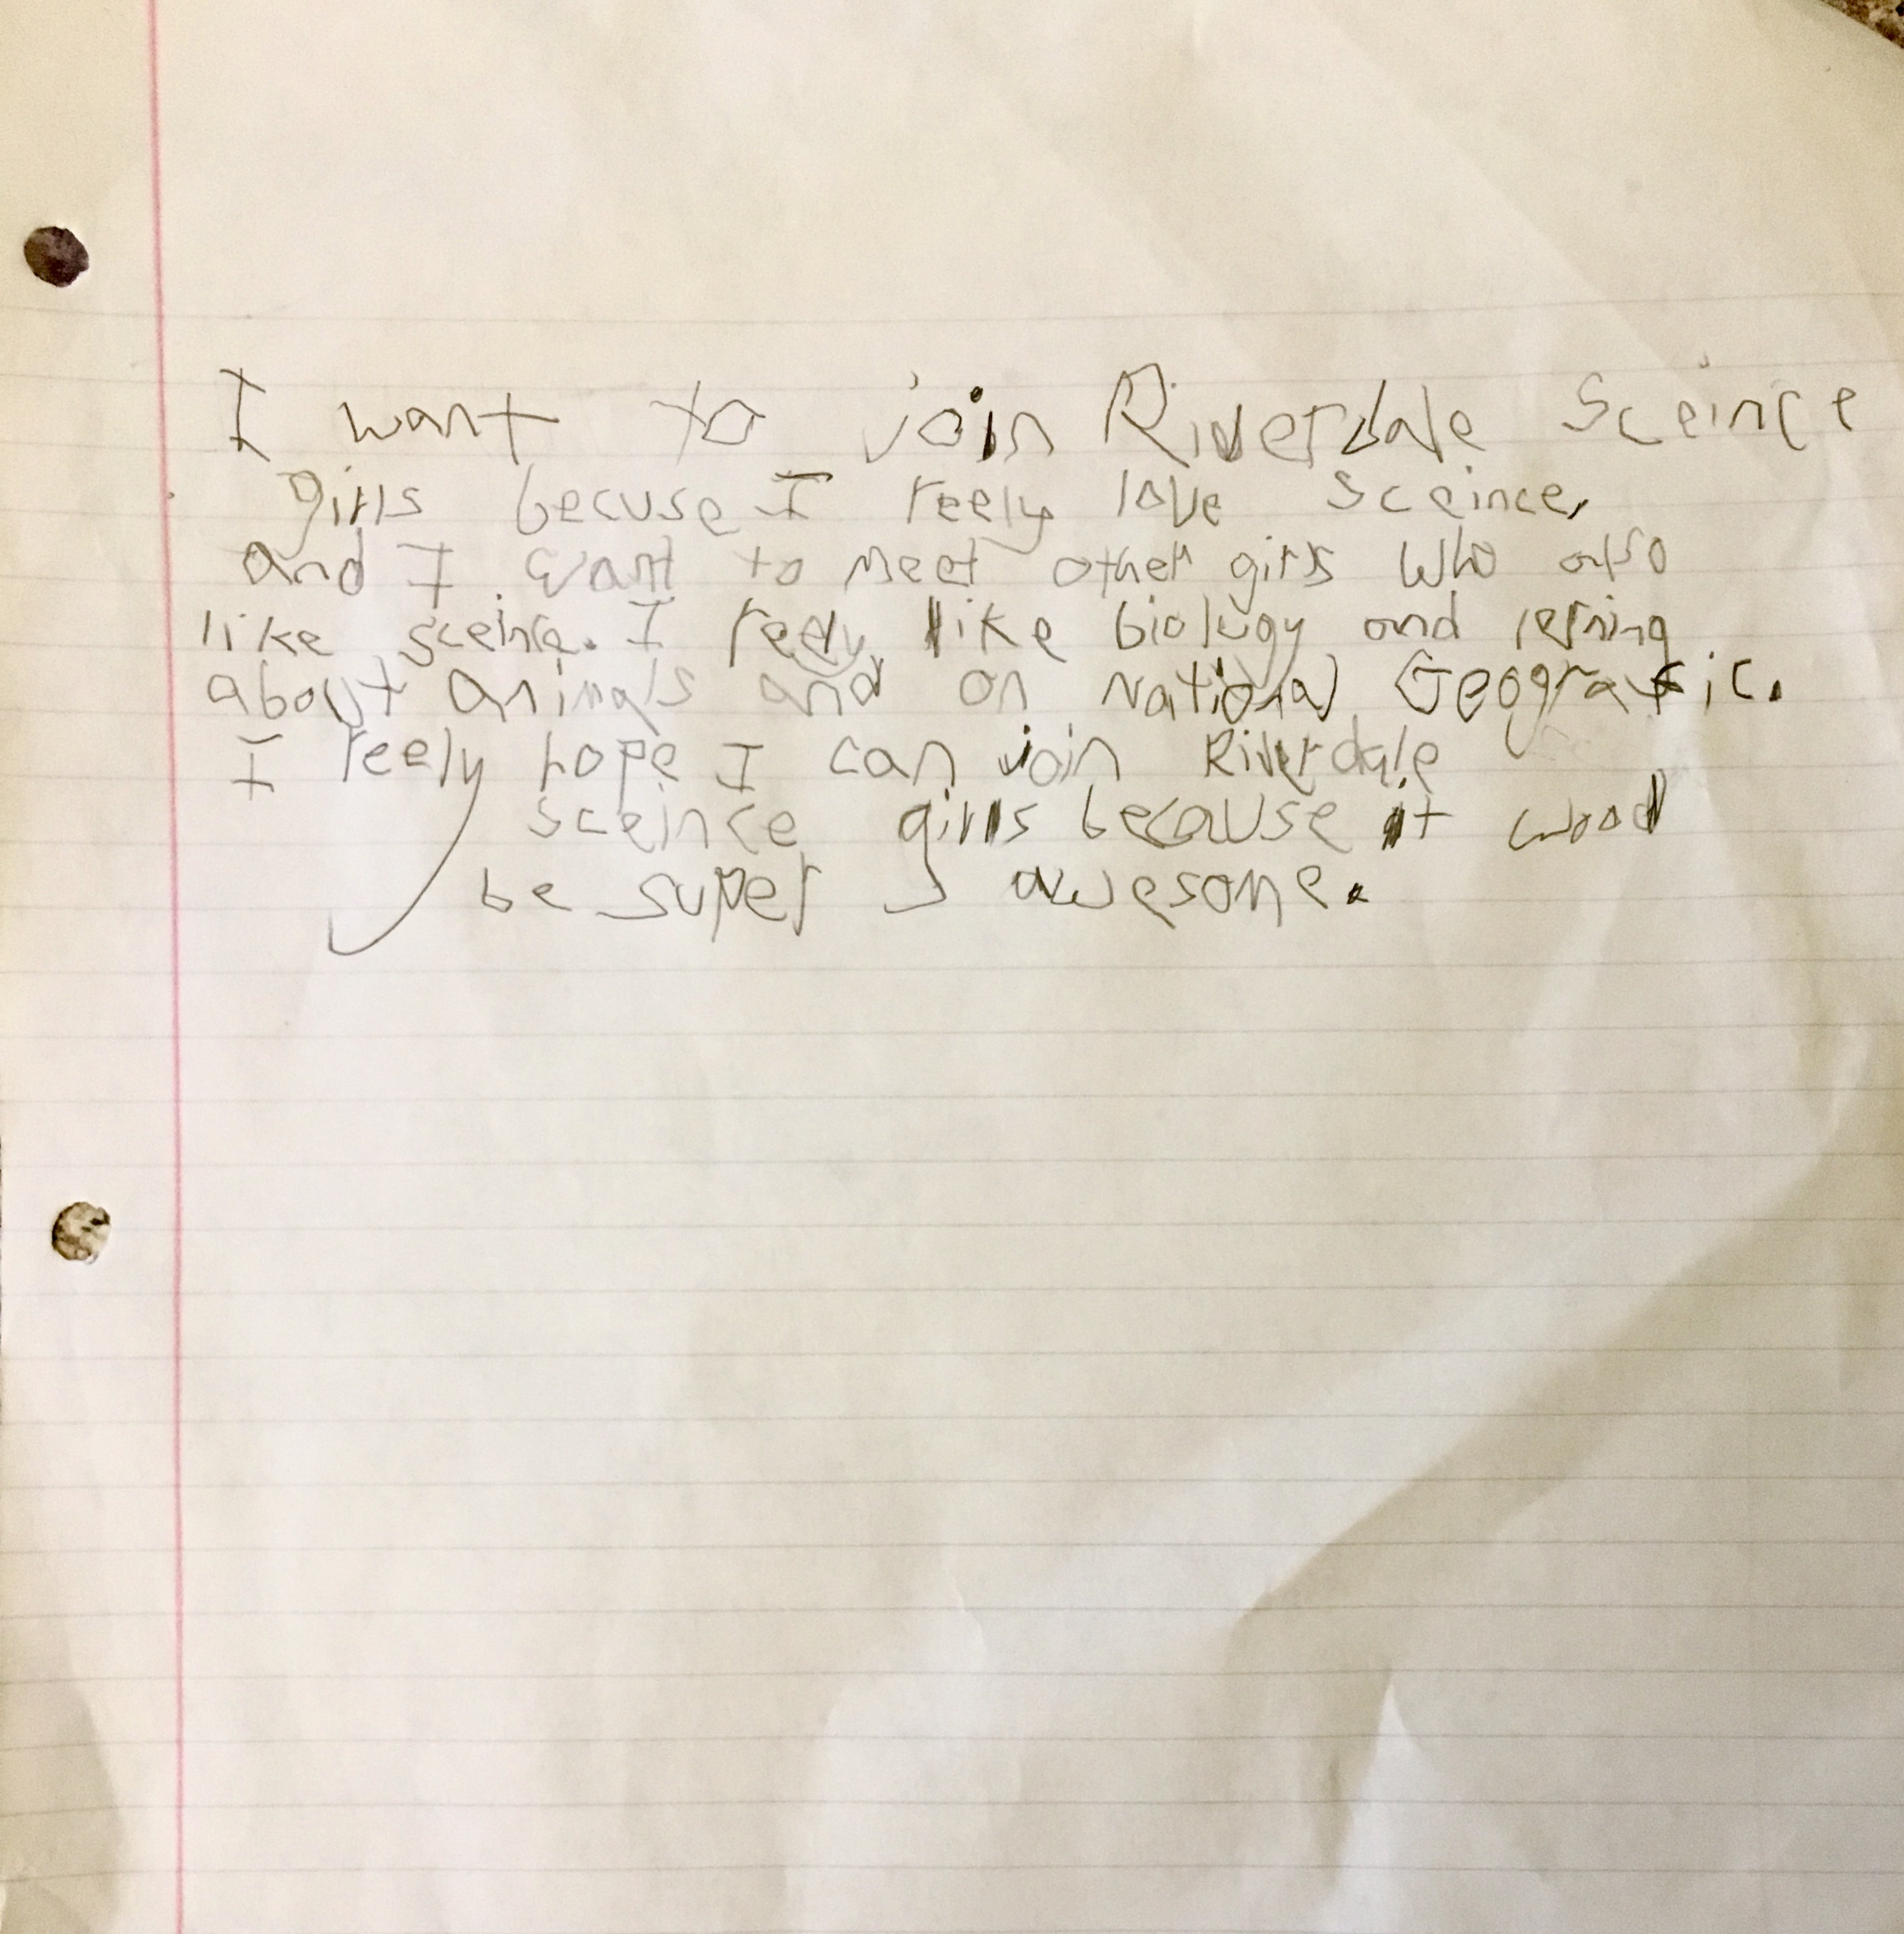 I want to join Riverdale Sceince
girls becuse I reely love Sceince,
and I want to meet other girls who also
like sceince. I reely like biology and lerning
about animals and on National Geografic.
I reely hope I can join Riverdale
sceince girls because it wood
be super awesome.